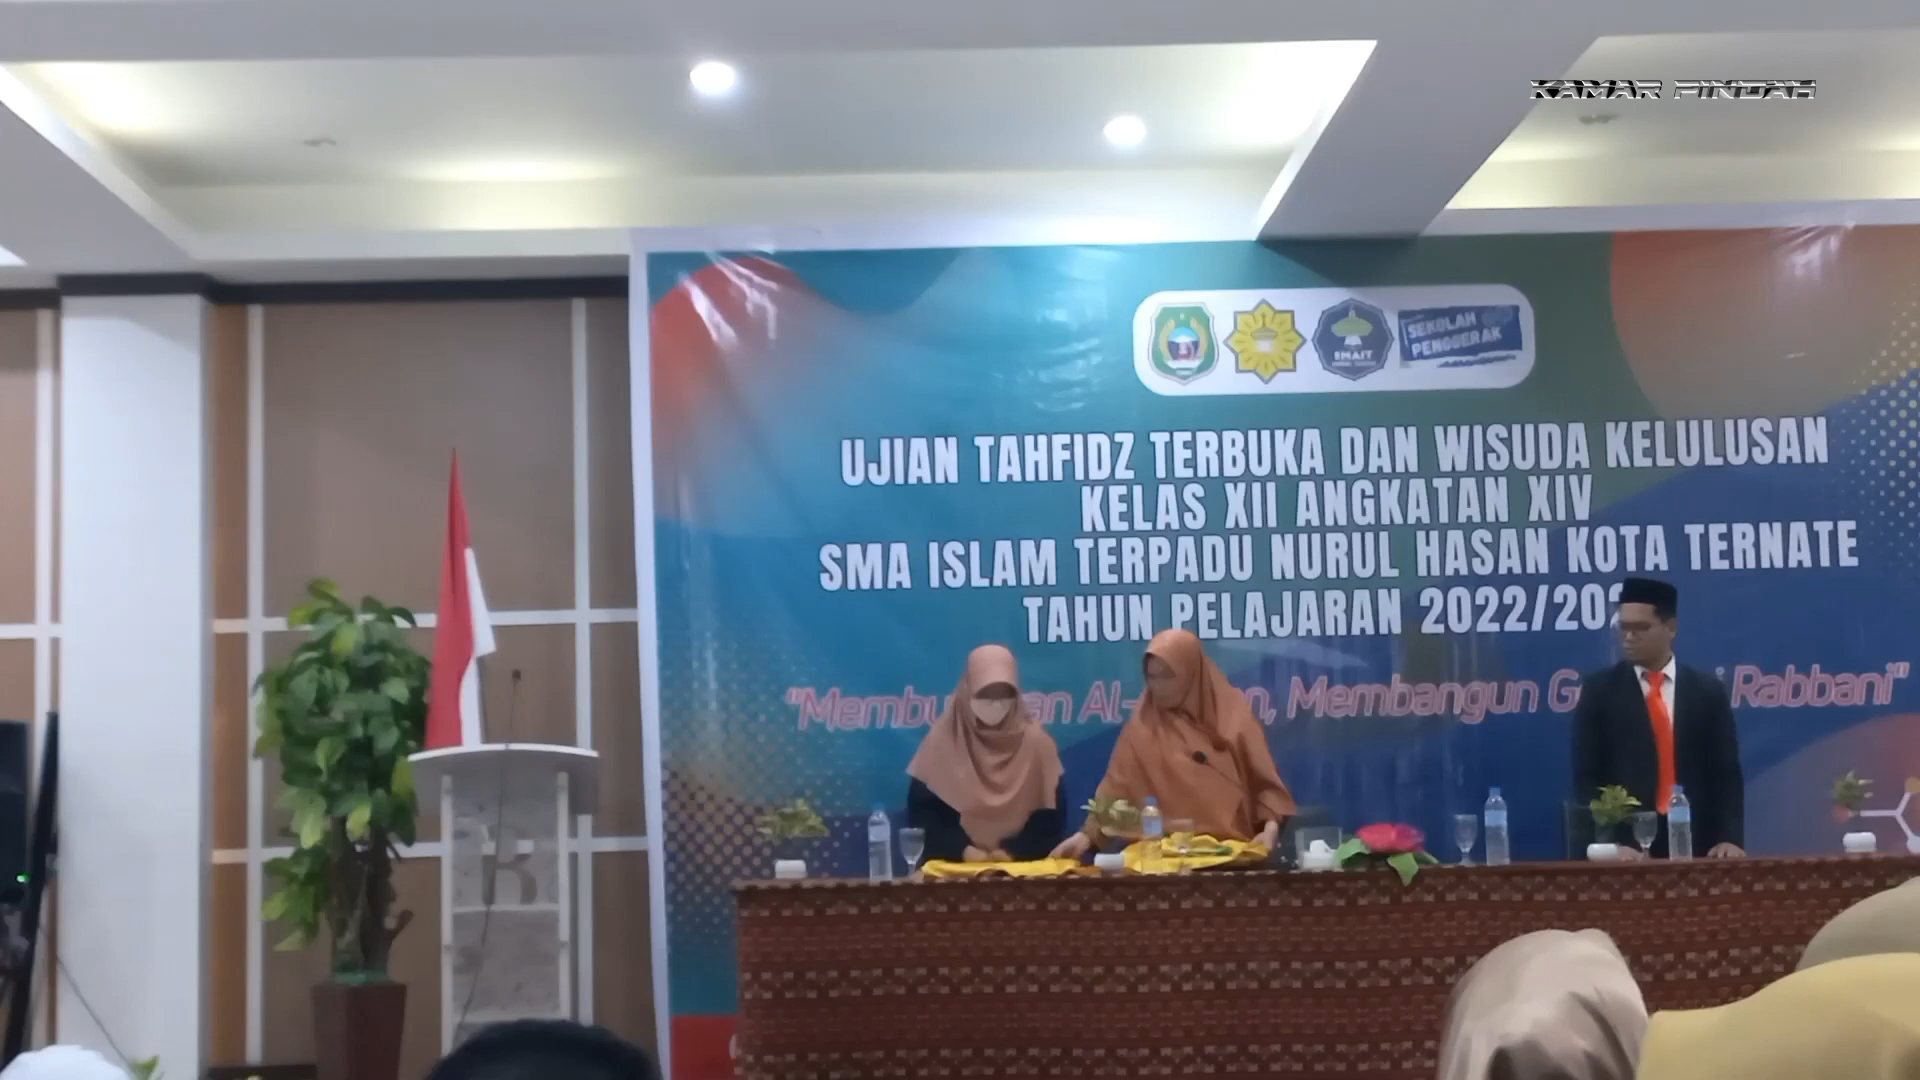 KAMAR PINDAH
SEKOLAH
PENGGERAK
SMAIT
UJIAN TAHFIDZ TERBUKA DAN WISUDA KELULUSAN
KELAS XII ANGKATAN XIV
SMA ISLAM TERPADU NURUL HASAN KOTA TERNATE
TAHUN PELAJARAN 2022/202
Membangun
Rabbani"